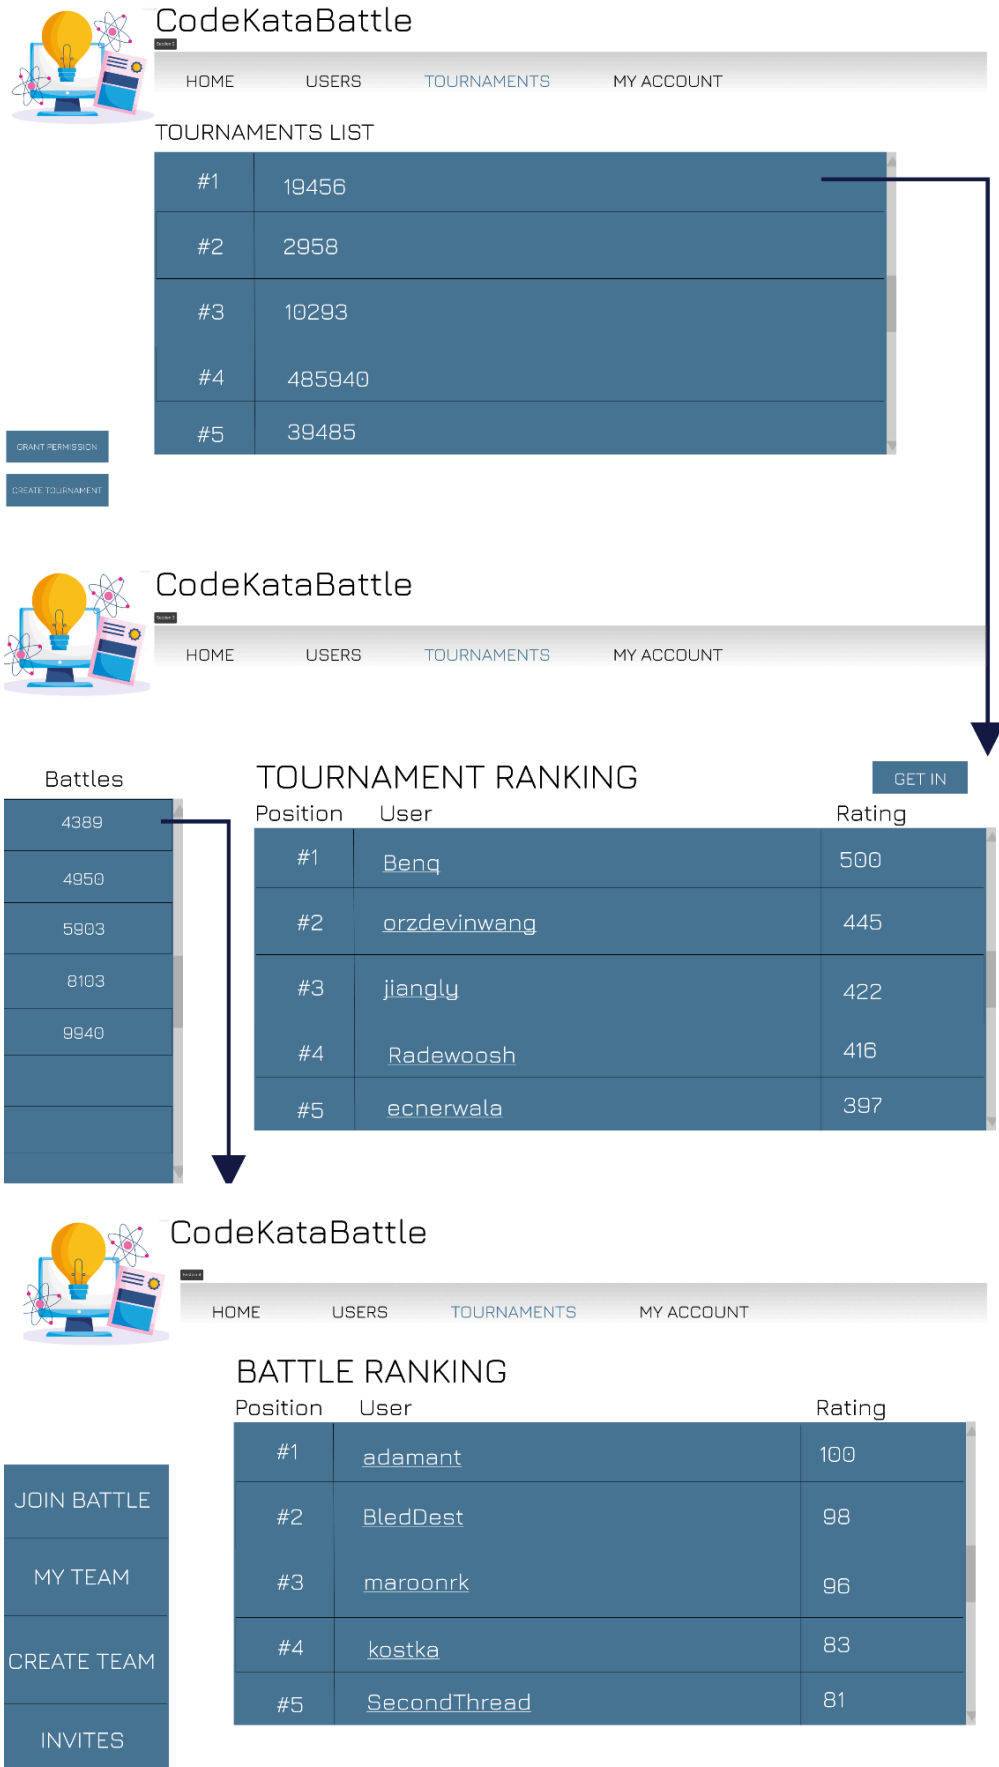 CodeKataBattle
HOME USERS TOURNAMENTS MY ACCOUNT
TOURNAMENTS LIST
#1 19456
#2 2958
#3 10293
#4 485940
#5 39485
GRANT PERMISSION
CREATE TOURNAMENT
CodeKataBattle
HOME USERS TOURNAMENTS MY ACCOUNT
Battles
4389
4950
5903
8103
9940
TOURNAMENT RANKING
GET IN
Position User Rating
#1 Benq 500
#2 orzdevinwang 445
#3 jiangly 422
#4 Radewoosh 416
#5 ecnerwala 397
CodeKataBattle
HOME USERS TOURNAMENTS MY ACCOUNT
BATTLE RANKING
Position User Rating
#1 adamant 100
#2 BledDest 98
#3 maroonrk 96
#4 kostka 83
#5 SecondThread 81
JOIN BATTLE
MY TEAM
CREATE TEAM
INVITES